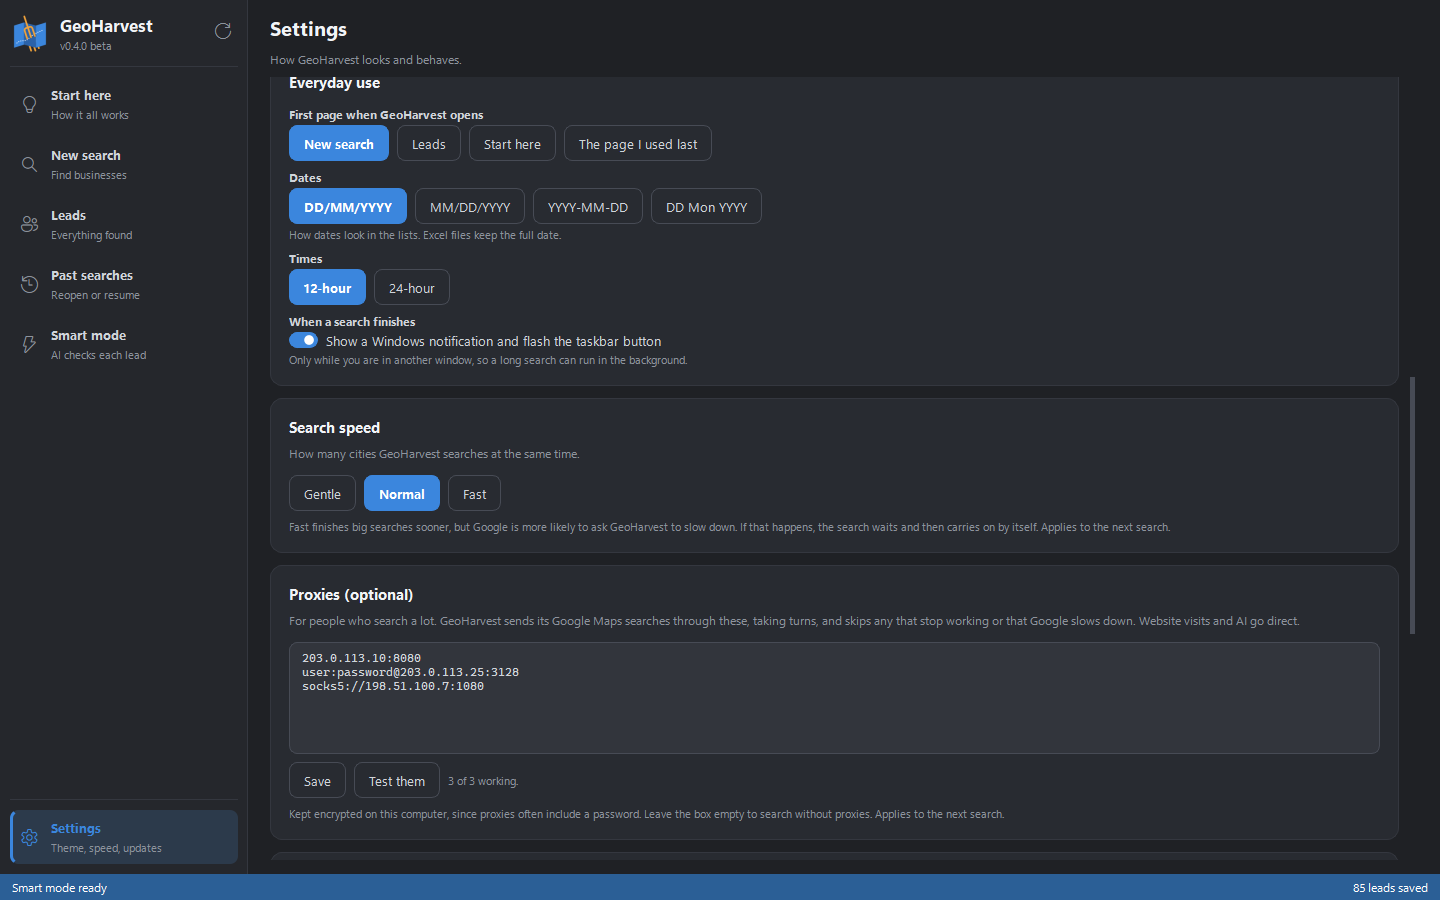 GeoHarvest
v0.4.0 beta
Start here
How it all works
New search
Find businesses
Leads
Everything found
Past searches
Reopen or resume
Smart mode
AI checks each lead
Settings
Theme, speed, updates
Settings
How GeoHarvest looks and behaves.
Everyday use
First page when GeoHarvest opens
New search Leads Start here The page I used last
Dates
DD/MM/YYYY MM/DD/YYYY YYYY-MM-DD DD Mon YYYY
How dates look in the lists. Excel files keep the full date.
Times
12-hour 24-hour
When a search finishes
Show a Windows notification and flash the taskbar button
Only while you are in another window, so a long search can run in the background.
Search speed
How many cities GeoHarvest searches at the same time.
Gentle Normal Fast
Fast finishes big searches sooner, but Google is more likely to ask GeoHarvest to slow down. If that happens, the search waits and then carries on by itself. Applies to the next search.
Proxies (optional)
For people who search a lot. GeoHarvest sends its Google Maps searches through these, taking turns, and skips any that stop working or that Google slows down. Website visits and AI go direct.
203.0.113.10:8080
user:password@203.0.113.25:3128
socks5://198.51.100.7:1080
Save Test them 3 of 3 working.
Kept encrypted on this computer, since proxies often include a password. Leave the box empty to search without proxies. Applies to the next search.
Smart mode ready 85 leads saved